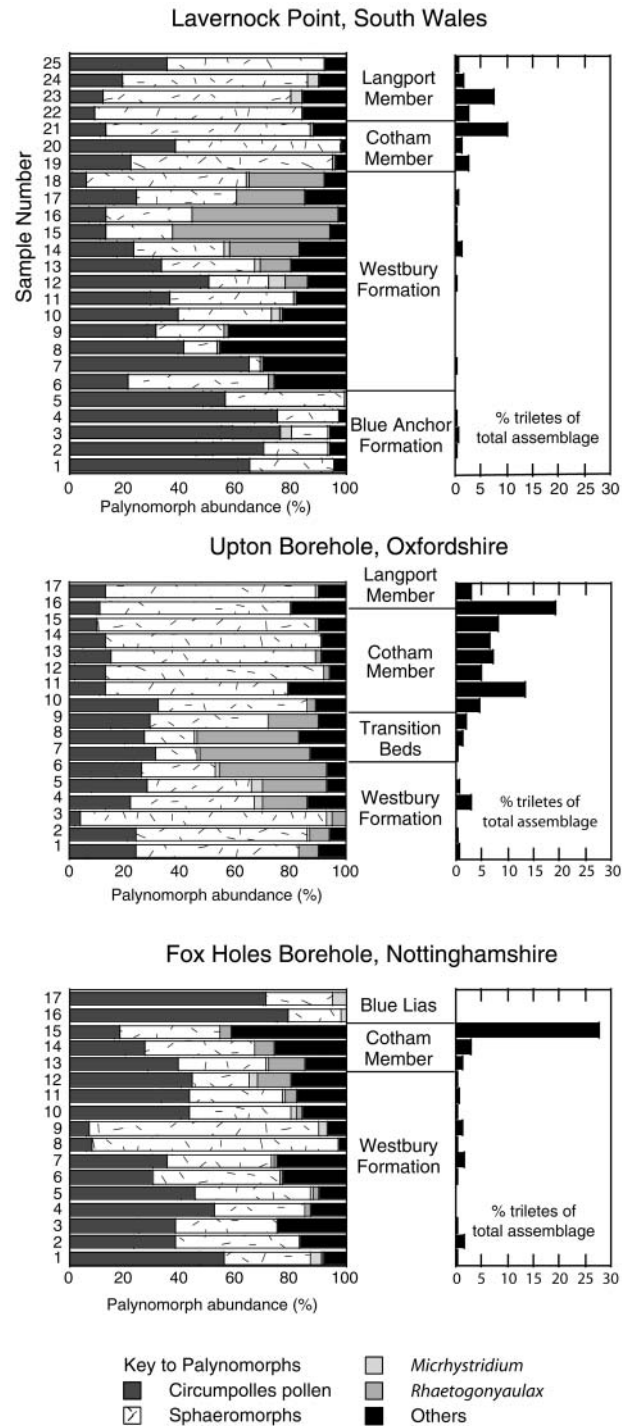 Lavernock Point, South Wales
Sample Number
25
24
23
22
21
20
19
18
17
16
15
14
13
12
11
10
9
8
7
6
5
4
3
2
1
0 20 40 60 80 100
Palynomorph abundance (%)
Langport
Member
Cotham
Member
Westbury
Formation
Blue Anchor
Formation
% triletes of
total assemblage
0 5 10 15 20 25 30
Upton Borehole, Oxfordshire
17
16
15
14
13
12
11
10
9
8
7
6
5
4
3
2
1
0 20 40 60 80 100
Palynomorph abundance (%)
Langport
Member
Cotham
Member
Transition
Beds
Westbury
Formation
% triletes of
total assemblage
0 5 10 15 20 25 30
Fox Holes Borehole, Nottinghamshire
17
16
15
14
13
12
11
10
9
8
7
6
5
4
3
2
1
0 20 40 60 80 100
Palynomorph abundance (%)
Blue Lias
Cotham
Member
Westbury
Formation
% triletes of
total assemblage
0 5 10 15 20 25 30
Key to Palynomorphs
Circumpolles pollen
Sphaeromorphs
Micrhystridium
Rhaetogonyaulax
Others